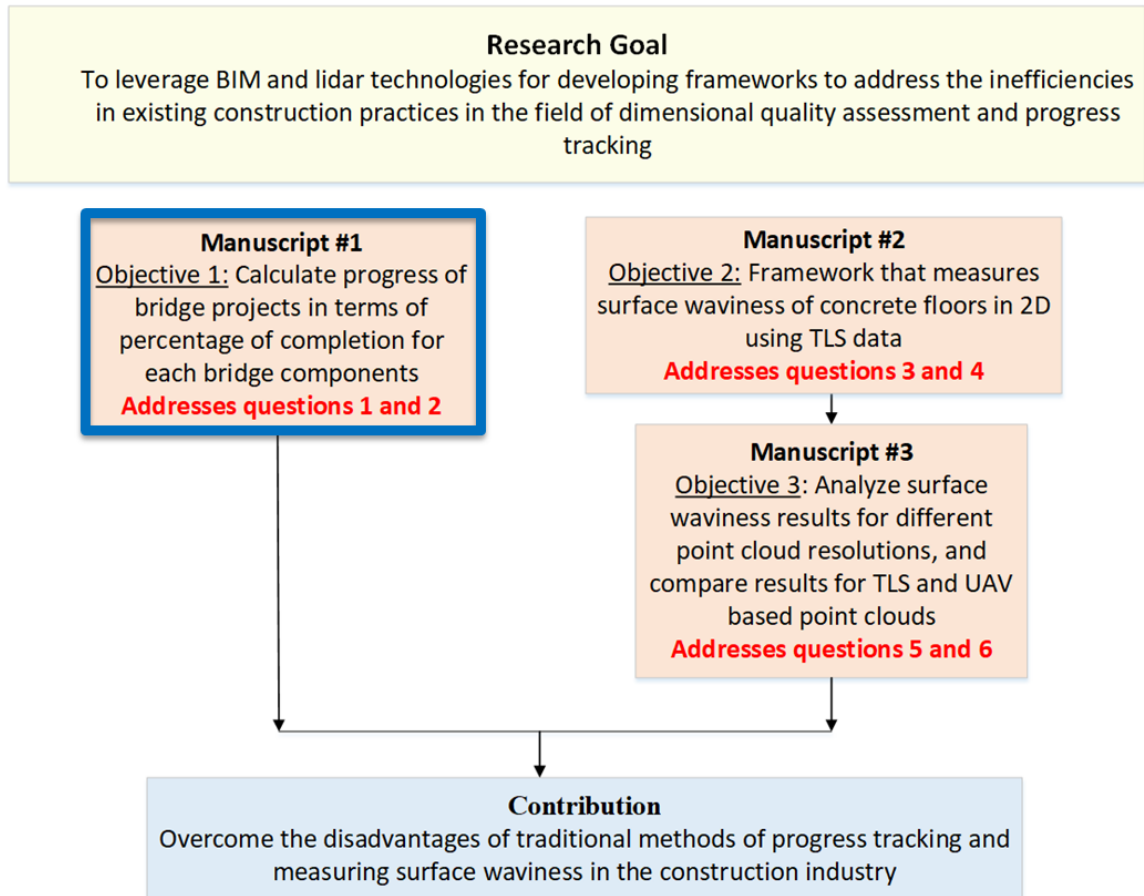 Research Goal
To leverage BIM and lidar technologies for developing frameworks to address the inefficiencies
in existing construction practices in the field of dimensional quality assessment and progress
tracking
Manuscript #1
Objective 1: Calculate progress of
bridge projects in terms of
percentage of completion for
each bridge components
Addresses questions 1 and 2
Manuscript #2
Objective 2: Framework that measures
surface waviness of concrete floors in 2D
using TLS data
Addresses questions 3 and 4
Manuscript #3
Objective 3: Analyze surface
waviness results for different
point cloud resolutions, and
compare results for TLS and UAV
based point clouds
Addresses questions 5 and 6
Contribution
Overcome the disadvantages of traditional methods of progress tracking and
measuring surface waviness in the construction industry